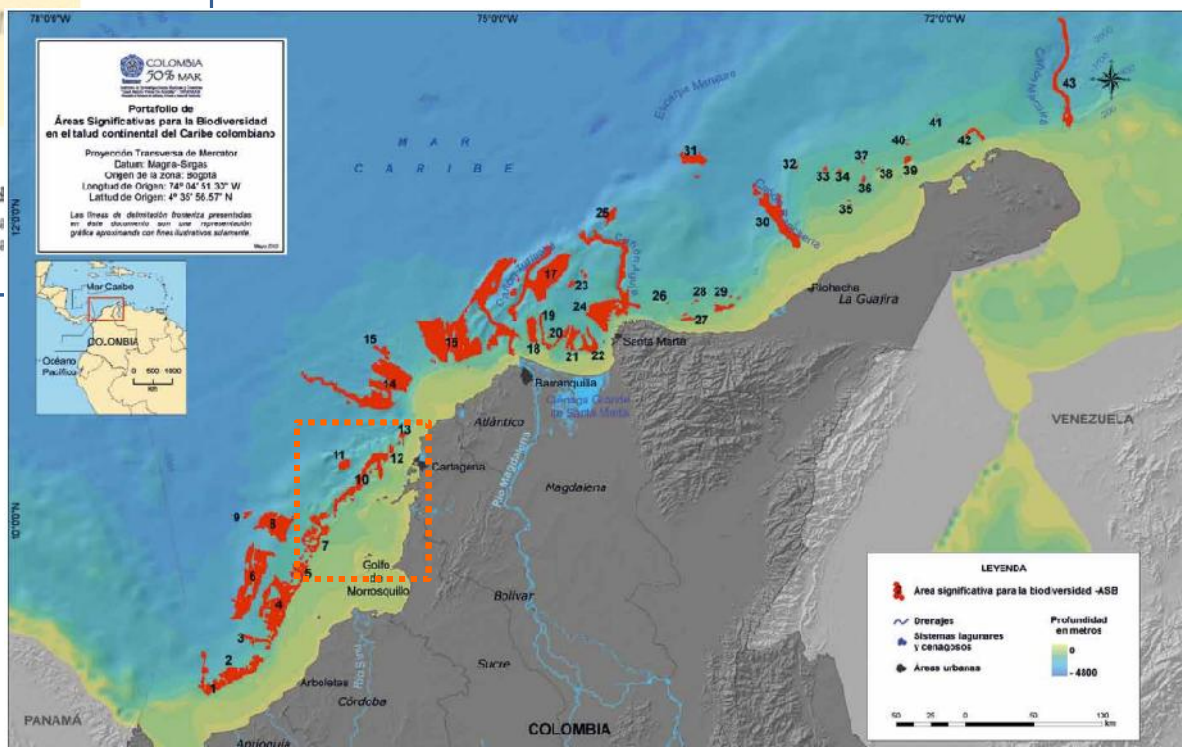 78°0'0"W
75°0'0"W
72°0'0"W
COLOMBIA
50% MAR
Portafolio de
Áreas Significativas para la Biodiversidad
en el talud continental del Caribe colombiano
Proyección Transversa de Mercator
Datum: Magna-Sirgas
Origen de la zona: Bogotá
Longitud de Origen: 74° 04' 51.30" W
Latitud de Origen: 4° 35' 56.57" N
Las líneas de delimitación fronteriza presentadas
en este documento son una representación
gráfica aproximada con fines ilustrativos solamente.
12°0'0"N
10°0'0"N
Mar Caribe
COLOMBIA
Océano
Pacífico
0 500 1000
km
MAR
CARIBE
43
41
40
42
31
32
37
33
34
38
39
36
35
25
30
17
23
26
28
29
27
19
24
20
18
21
22
15
16
14
13
12
11
10
9
8
7
6
5
4
3
2
1
Riohacha
La Guajira
Santa Marta
Barranquilla
Ciénaga Grande
de Santa Marta
Atlántico
Cartagena
Río Magdalena
Magdalena
VENEZUELA
Golfo
de
Morrosquillo
Bolívar
Sucre
Río Sinú
Arboletes
Córdoba
Antioquia
PANAMÁ
COLOMBIA
LEYENDA
Área significativa para la biodiversidad -ASB
Drenajes
Sistemas lagunares
y cenagosos
Áreas urbanas
Profundidad
en metros
0
- 4800
50 25 0 50 100
km